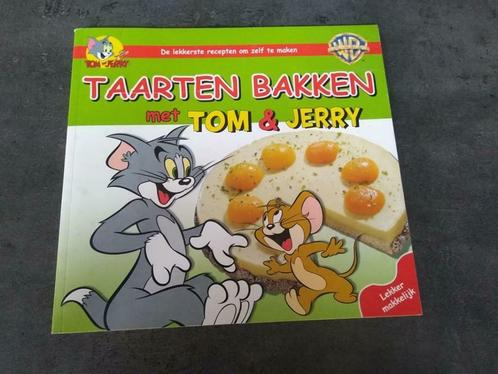 De lekkerste recepten om zelf te maken
TOM and JERRY
WB
TAARTEN BAKKEN
met TOM & JERRY
Lekker
makkelijk